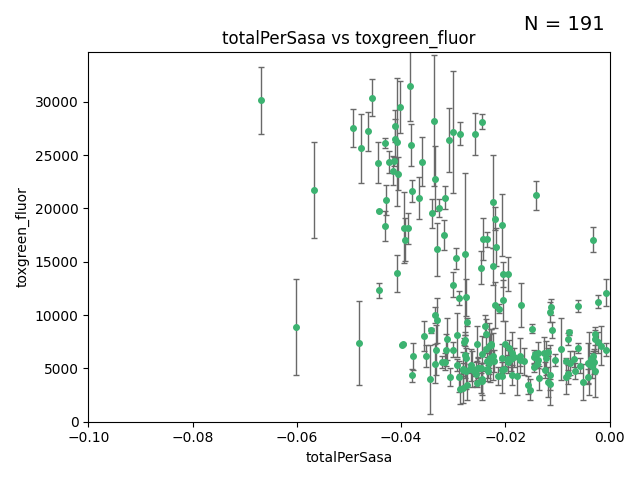 N = 191
totalPerSasa vs toxgreen_fluor
toxgreen_fluor
30000
25000
20000
15000
10000
5000
0
−0.10 −0.08 −0.06 −0.04 −0.02 0.00
totalPerSasa